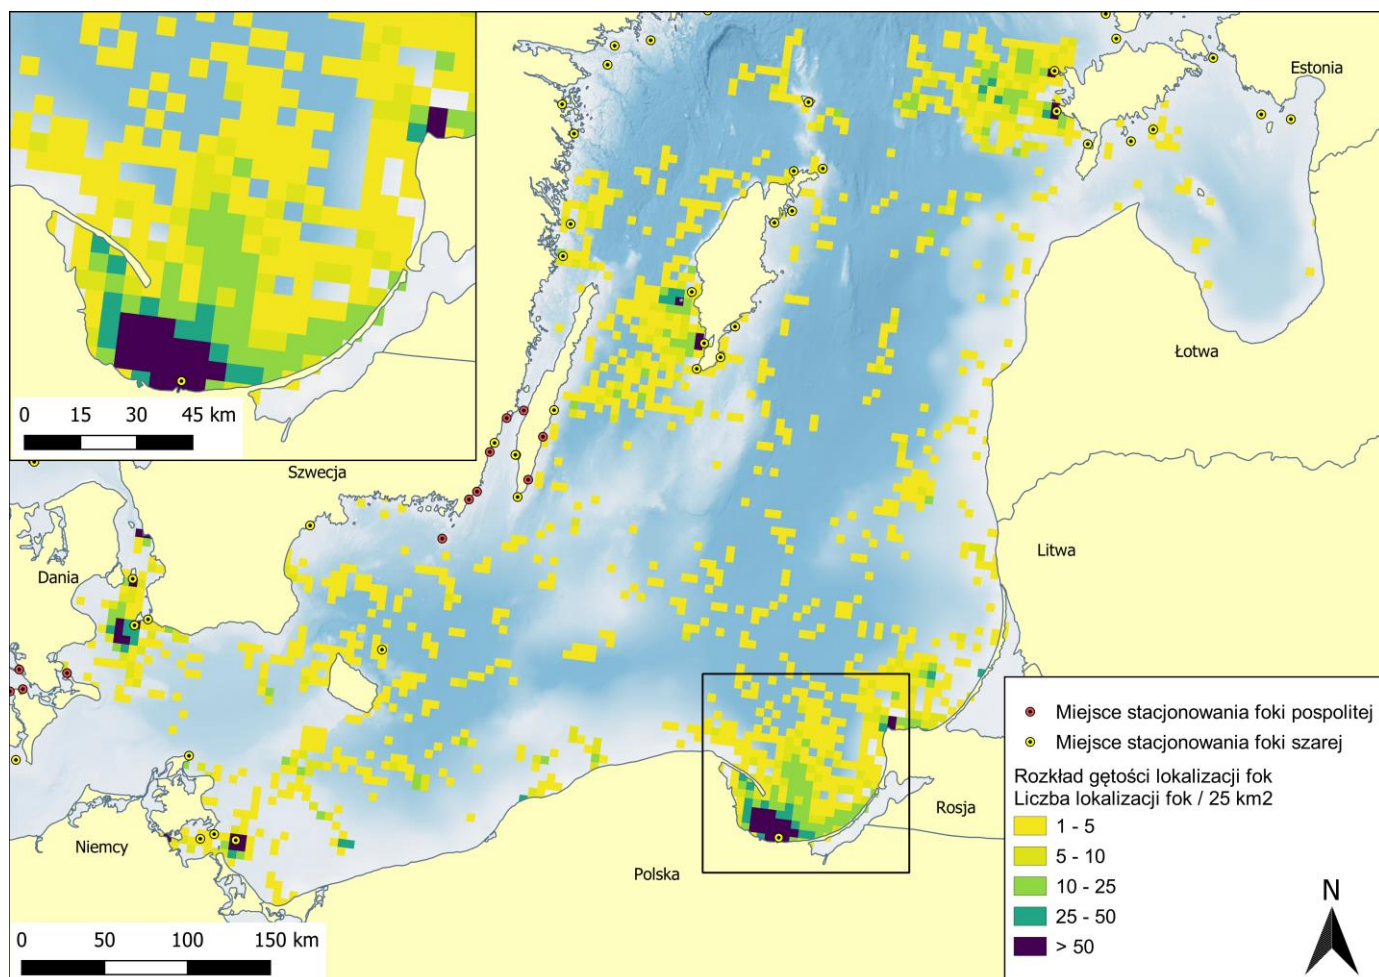 0 15 30 45 km
Estonia
Łotwa
Szwecja
Litwa
Dania
Niemcy
Polska
Rosja
0 50 100 150 km
Miejsce stacjonowania foki pospolitej
Miejsce stacjonowania foki szarej
Rozkład gętości lokalizacji fok
Liczba lokalizacji fok / 25 km2
1 - 5
5 - 10
10 - 25
25 - 50
> 50
N